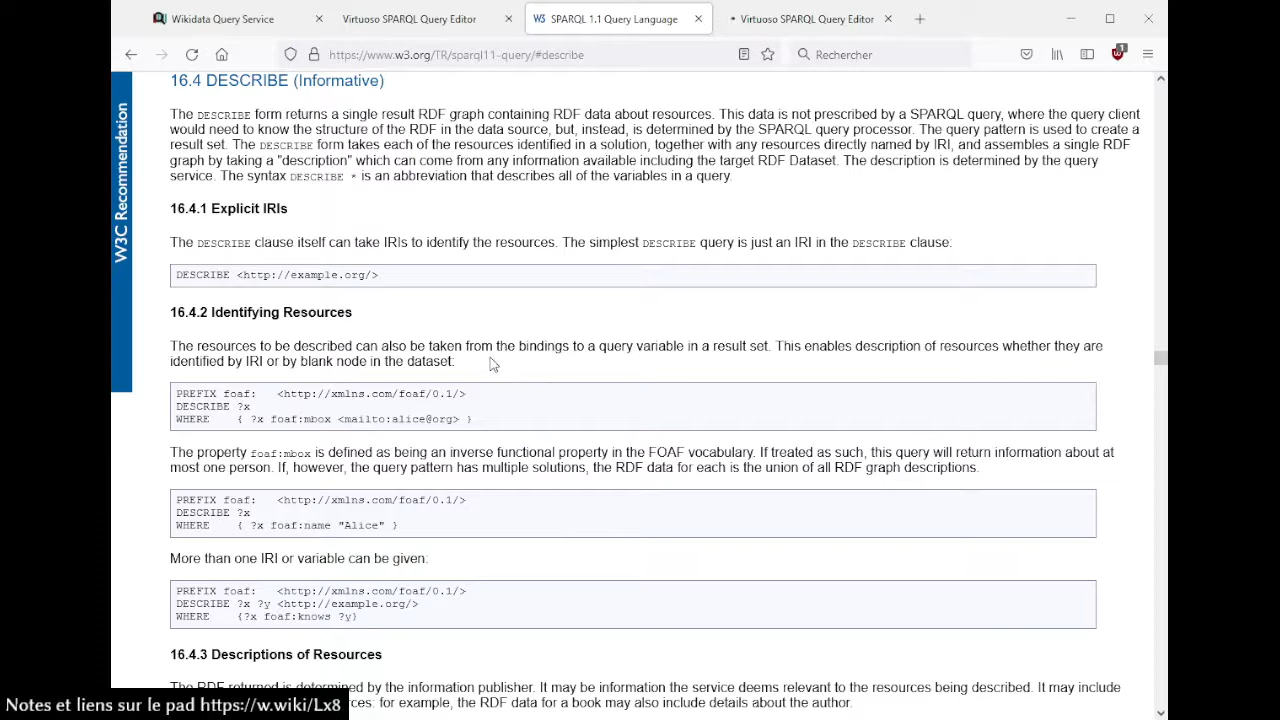 Wikidata Query Service
Virtuoso SPARQL Query Editor
W3C SPARQL 1.1 Query Language
Virtuoso SPARQL Query Editor
https://www.w3.org/TR/sparql11-query/#describe
Rechercher
1
W3C Recommendation
16.4 DESCRIBE (Informative)
The DESCRIBE form returns a single result RDF graph containing RDF data about resources. This data is not prescribed by a SPARQL query, where the query client
would need to know the structure of the RDF in the data source, but, instead, is determined by the SPARQL query processor. The query pattern is used to create a
result set. The DESCRIBE form takes each of the resources identified in a solution, together with any resources directly named by IRI, and assembles a single RDF
graph by taking a "description" which can come from any information available including the target RDF Dataset. The description is determined by the query
service. The syntax DESCRIBE * is an abbreviation that describes all of the variables in a query.
16.4.1 Explicit IRIs
The DESCRIBE clause itself can take IRIs to identify the resources. The simplest DESCRIBE query is just an IRI in the DESCRIBE clause:
DESCRIBE <http://example.org/>
16.4.2 Identifying Resources
The resources to be described can also be taken from the bindings to a query variable in a result set. This enables description of resources whether they are
identified by IRI or by blank node in the dataset:
PREFIX foaf:   <http://xmlns.com/foaf/0.1/>
DESCRIBE ?x
WHERE    { ?x foaf:mbox <mailto:alice@org> }
The property foaf:mbox is defined as being an inverse functional property in the FOAF vocabulary. If treated as such, this query will return information about at
most one person. If, however, the query pattern has multiple solutions, the RDF data for each is the union of all RDF graph descriptions.
PREFIX foaf:   <http://xmlns.com/foaf/0.1/>
DESCRIBE ?x
WHERE    { ?x foaf:name "Alice" }
More than one IRI or variable can be given:
PREFIX foaf:   <http://xmlns.com/foaf/0.1/>
DESCRIBE ?x ?y <http://example.org/>
WHERE    {?x foaf:knows ?y}
16.4.3 Descriptions of Resources
The RDF returned is determined by the information publisher. It may be information the service deems relevant to the resources being described. It may include
rces: for example, the RDF data for a book may also include details about the author.
Notes et liens sur le pad https://w.wiki/Lx8